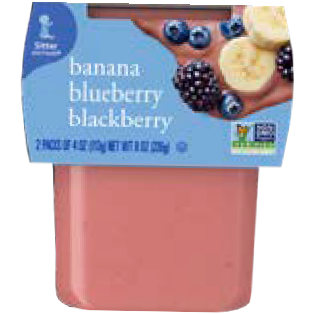 Sitter
banana
blueberry
blackberry
2 PACKS OF 4 OZ (113g) NET WT 8 OZ (226g)